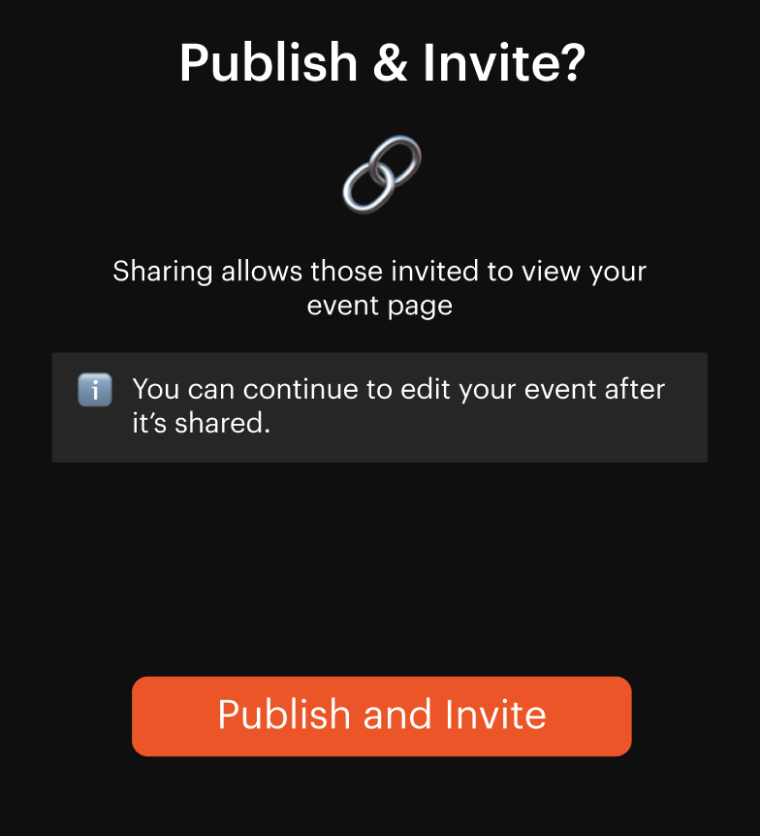 Publish & Invite?
Sharing allows those invited to view your
event page
You can continue to edit your event after
it’s shared.
Publish and Invite